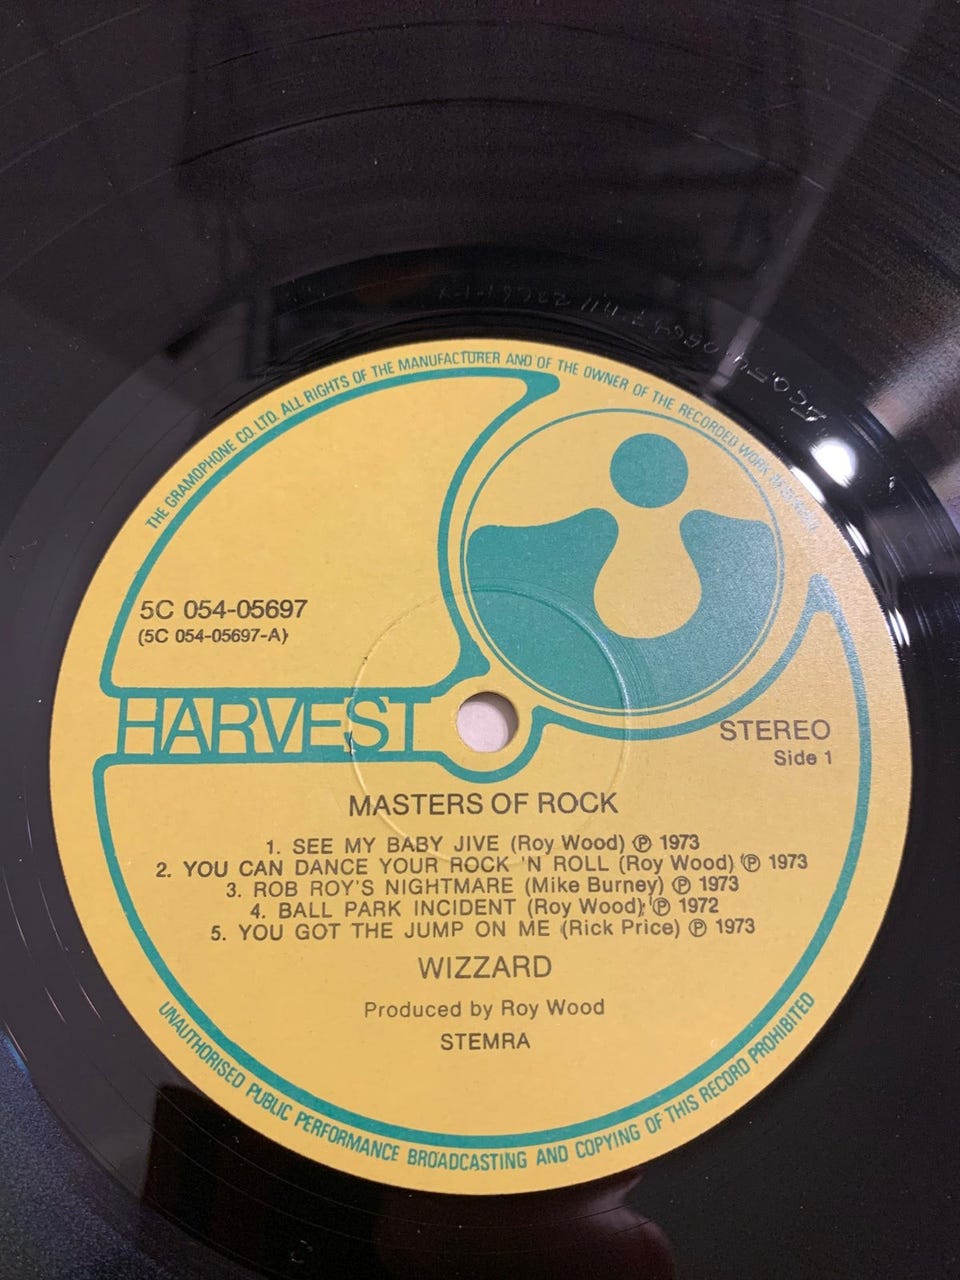 THE GRAMOPHONE CO. LTD. ALL RIGHTS OF THE MANUFACTURER AND OF THE OWNER OF THE RECORDED WORK
5C 054-05697
(5C 054-05697-A)
HARVEST
STEREO
Side 1
MASTERS OF ROCK
1. SEE MY BABY JIVE (Roy Wood) ℗ 1973
2. YOU CAN DANCE YOUR ROCK 'N' ROLL (Roy Wood) ℗ 1973
3. ROB ROY'S NIGHTMARE (Mike Burney) ℗ 1973
4. BALL PARK INCIDENT (Roy Wood) ℗ 1972
5. YOU GOT THE JUMP ON ME (Rick Price) ℗ 1973
WIZZARD
Produced by Roy Wood
STEMRA
UNAUTHORISED PUBLIC PERFORMANCE BROADCASTING AND COPYING OF THIS RECORD PROHIBITED